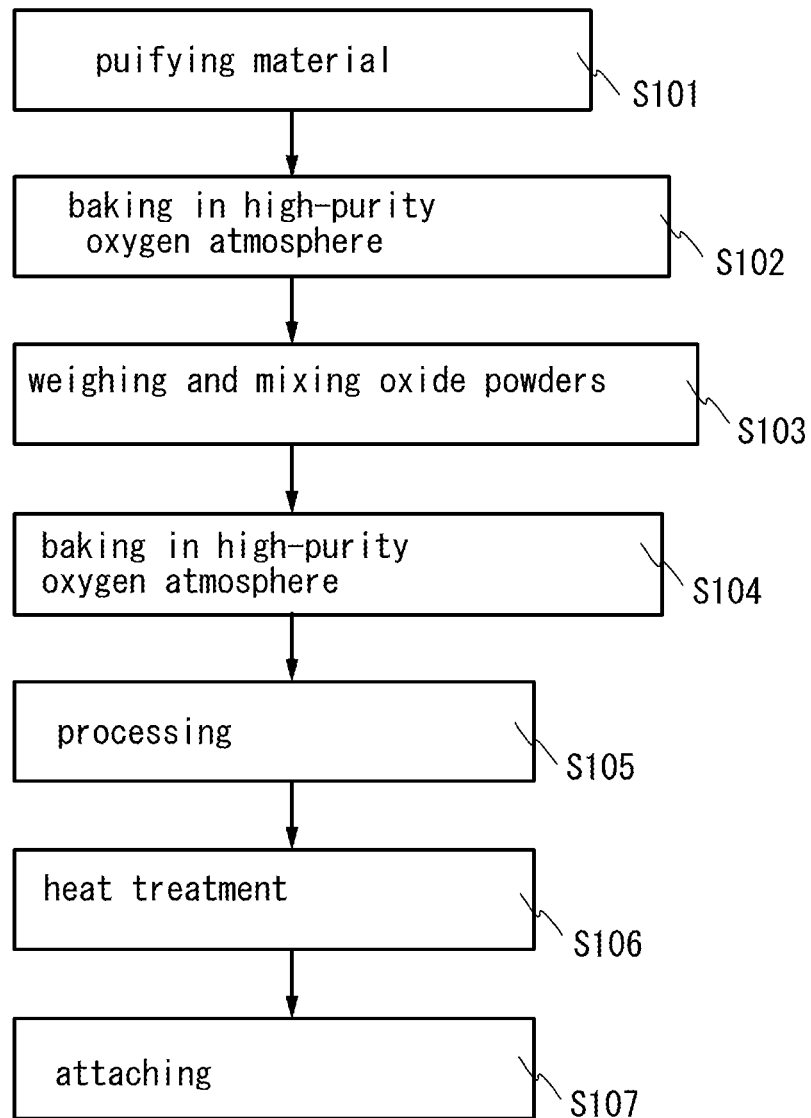 puifying material
S101
baking in high-purity
oxygen atmosphere
S102
weighing and mixing oxide powders
S103
baking in high-purity
oxygen atmosphere
S104
processing
S105
heat treatment
S106
attaching
S107